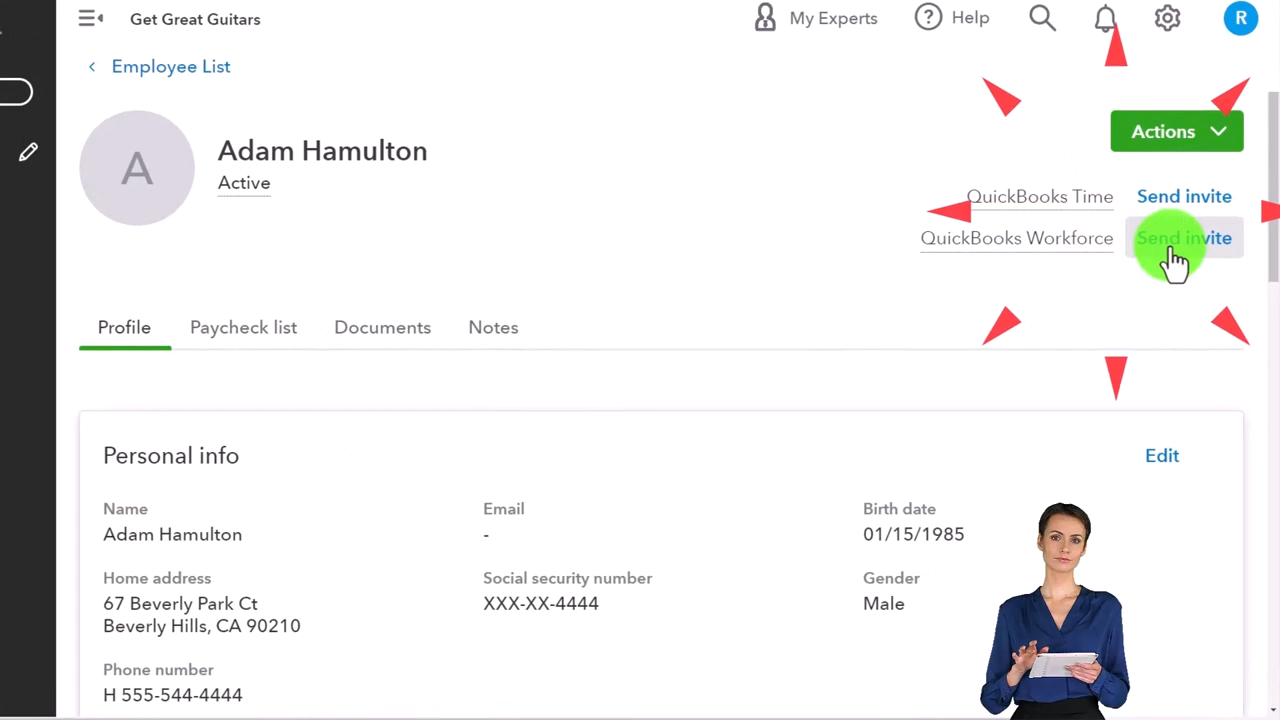 Get Great Guitars
My Experts
Help
R
Employee List
A
Adam Hamulton
Active
Actions
QuickBooks Time Send invite
QuickBooks Workforce Send invite
Profile Paycheck list Documents Notes
Personal info Edit
Name Email Birth date
Adam Hamulton - 01/15/1985
Home address Social security number Gender
67 Beverly Park Ct XXX-XX-4444 Male
Beverly Hills, CA 90210
Phone number
H 555-544-4444